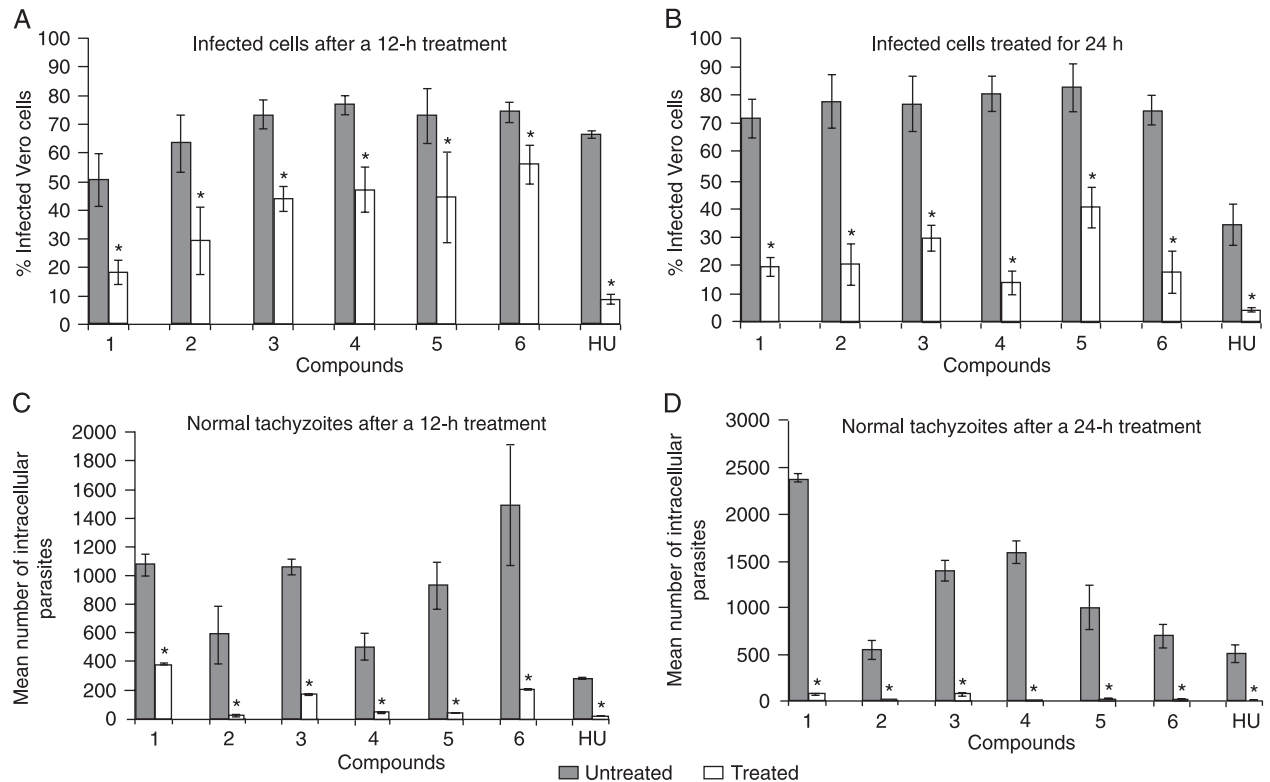 A
Infected cells after a 12-h treatment
% Infected Vero cells
100
90
80
70
60
50
40
30
20
10
0
* * * * * * *
1 2 3 4 5 6 HU
Compounds
B
Infected cells treated for 24 h
% Infected Vero cells
100
90
80
70
60
50
40
30
20
10
0
* * * * * * *
1 2 3 4 5 6 HU
Compounds
C
Normal tachyzoites after a 12-h treatment
Mean number of intracellular
parasites
2000
1800
1600
1400
1200
1000
800
600
400
200
0
* * * * * * *
1 2 3 4 5 6 HU
Compounds
D
Normal tachyzoites after a 24-h treatment
Mean number of intracellular
parasites
3000
2500
2000
1500
1000
500
0
* * * * * * *
1 2 3 4 5 6 HU
Compounds
Untreated Treated